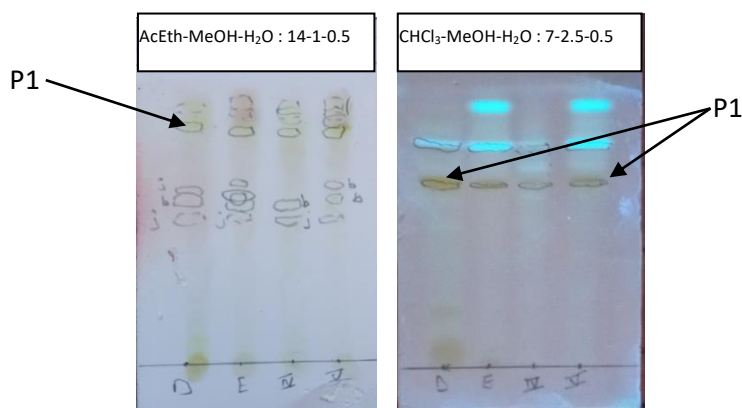 AcEth-MeOH-H₂O : 14-1-0.5
CHCl₃-MeOH-H₂O : 7-2.5-0.5
P1
P1
D E IV V
D E IV V